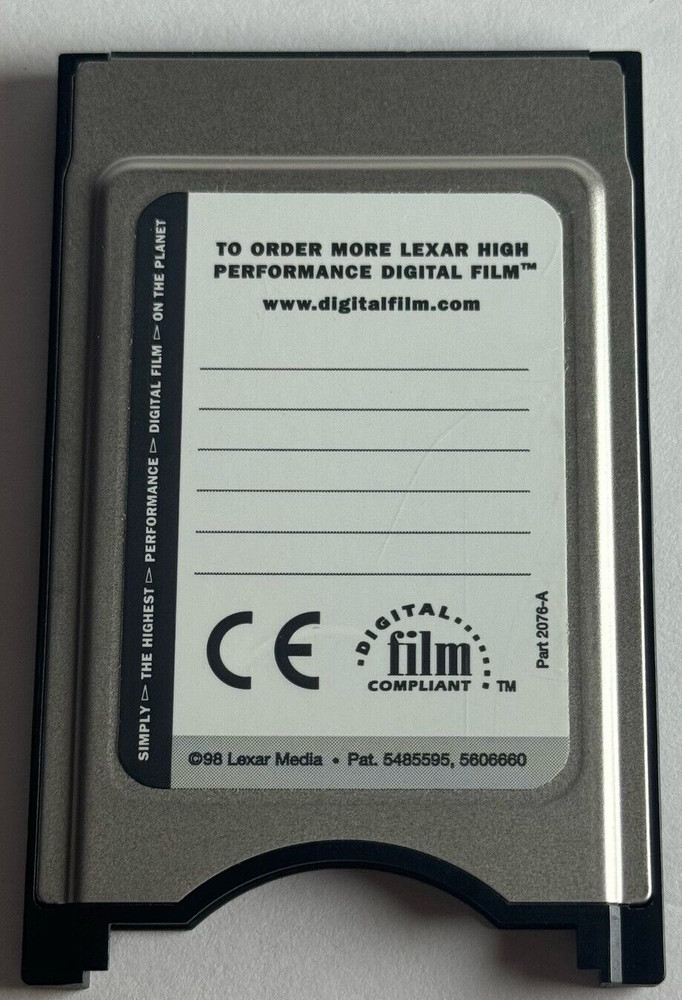 TO ORDER MORE LEXAR HIGH
PERFORMANCE DIGITAL FILM™
www.digitalfilm.com
SIMPLY ▷ THE HIGHEST ▷ PERFORMANCE ▷ DIGITAL FILM ▷ ON THE PLANET
CE
DIGITAL
film
COMPLIANT ™
Part 2076-A
©98 Lexar Media • Pat. 5485595, 5606660